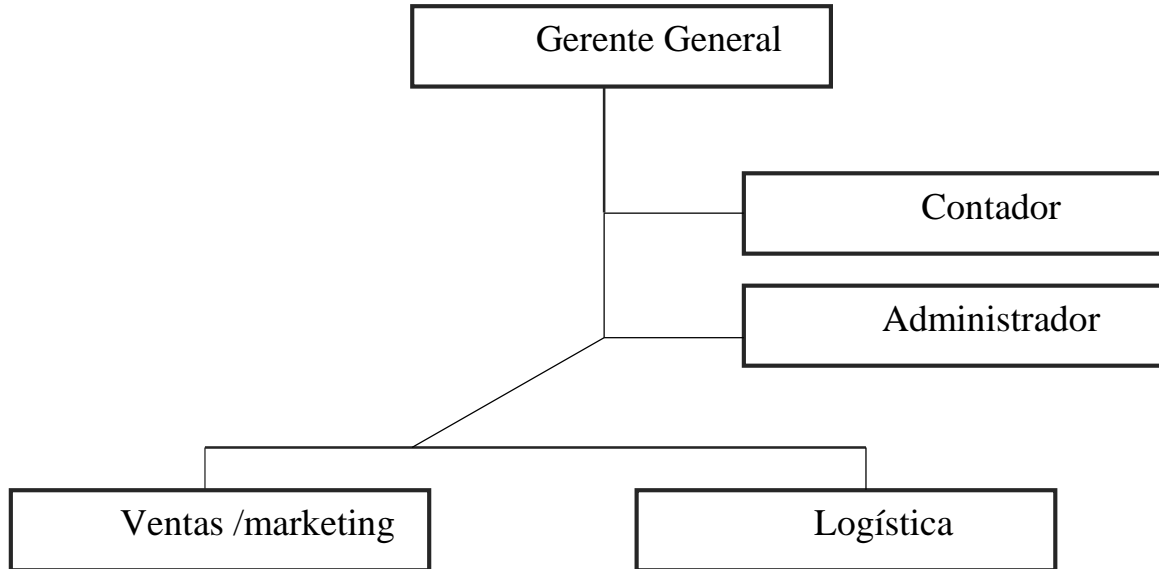 Gerente General
Contador
Administrador
Ventas /marketing
Logística